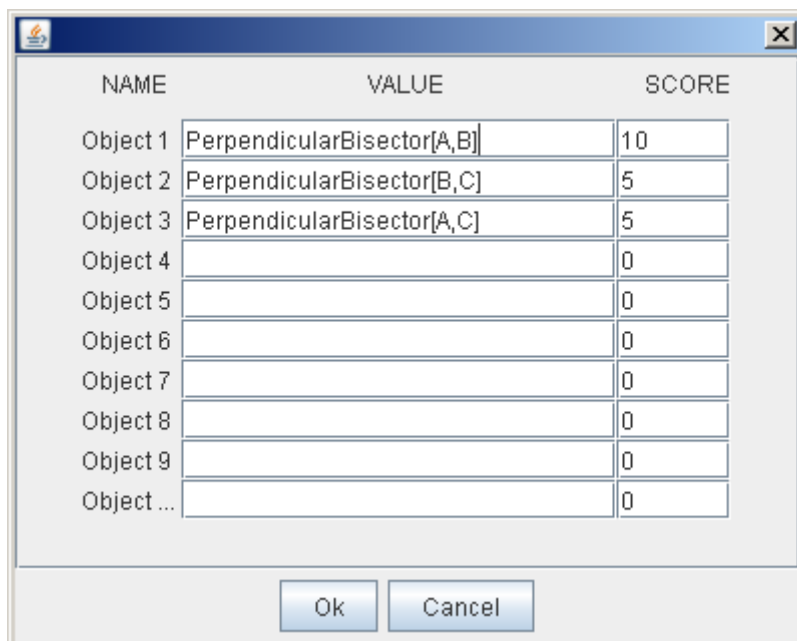 NAME VALUE SCORE
Object 1 PerpendicularBisector[A,B] 10
Object 2 PerpendicularBisector[B,C] 5
Object 3 PerpendicularBisector[A,C] 5
Object 4 0
Object 5 0
Object 6 0
Object 7 0
Object 8 0
Object 9 0
Object ... 0
Ok Cancel